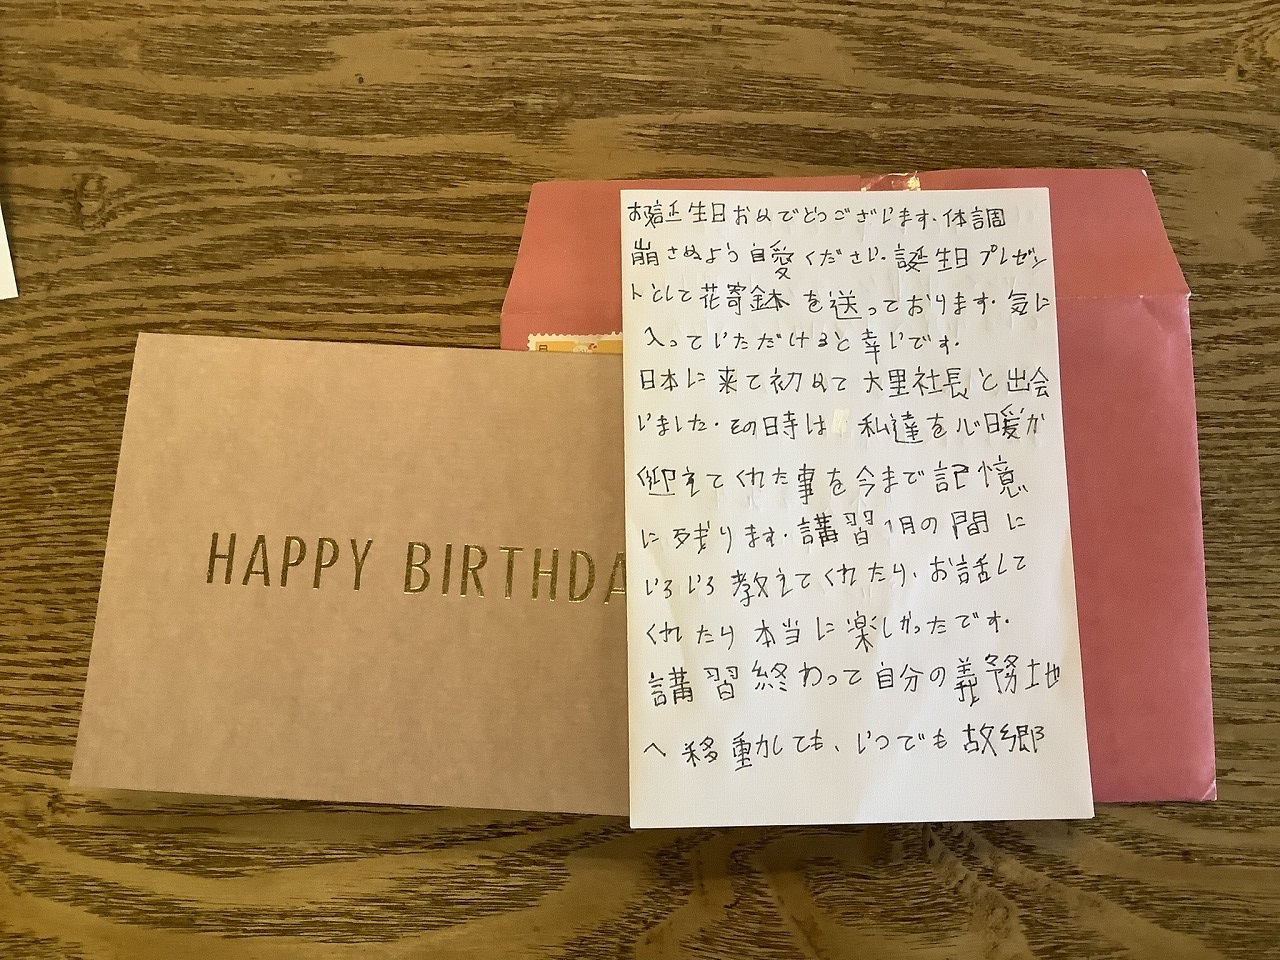 HAPPY BIRTHDA
お誕生日おめでどうございます.体調
崩さぬよう自愛ください.誕生日プレゼン
トとして花寄鉢を送っております.気に
入っていただけると幸いです.
日本に来て初めて大里社長と出会
いました.その日寺は 私達を心暖か
く迎えてくれた事を今まで記憶
に残ります.講習1月の間に
いろいろ教えてくれたり、お話して
くれたり本当に楽しかったです.
講習終わって自分の義務土地
へ移動しても、いつでも故郷